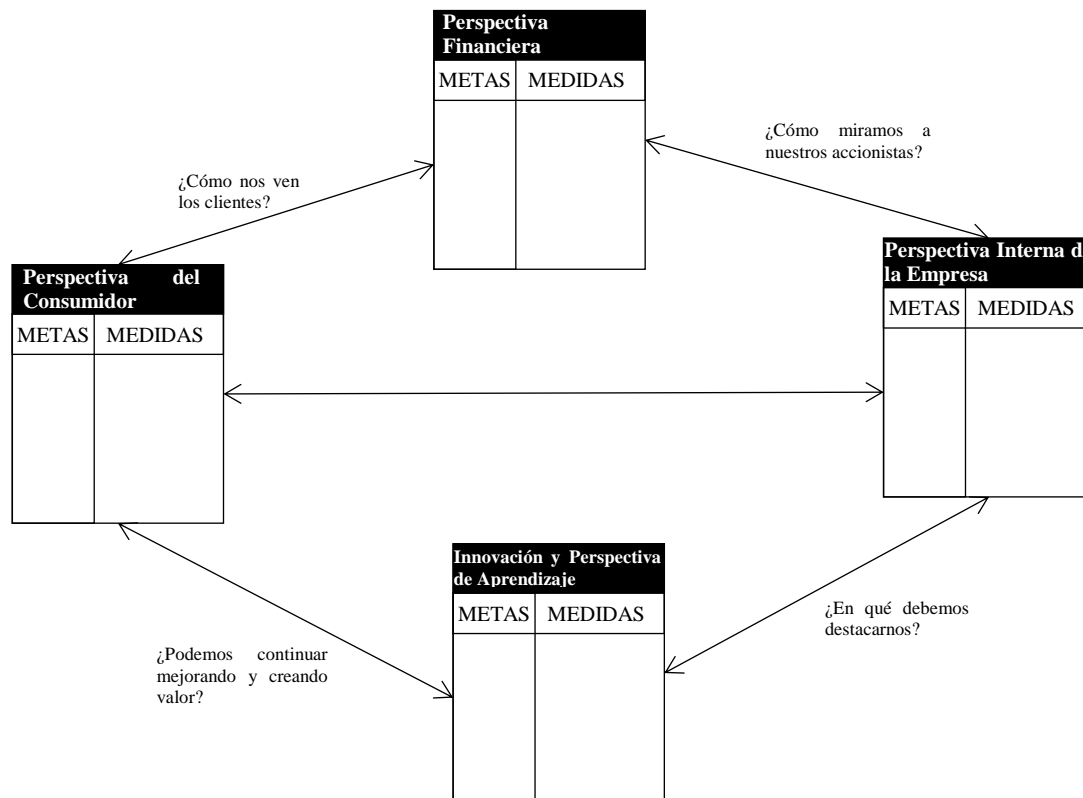 Perspectiva
Financiera
METAS MEDIDAS
¿Cómo miramos a
nuestros accionistas?
¿Cómo nos ven
los clientes?
Perspectiva del
Consumidor
METAS MEDIDAS
Perspectiva Interna d
la Empresa
METAS MEDIDAS
Innovación y Perspectiva
de Aprendizaje
METAS MEDIDAS
¿En qué debemos
destacarnos?
¿Podemos continuar
mejorando y creando
valor?